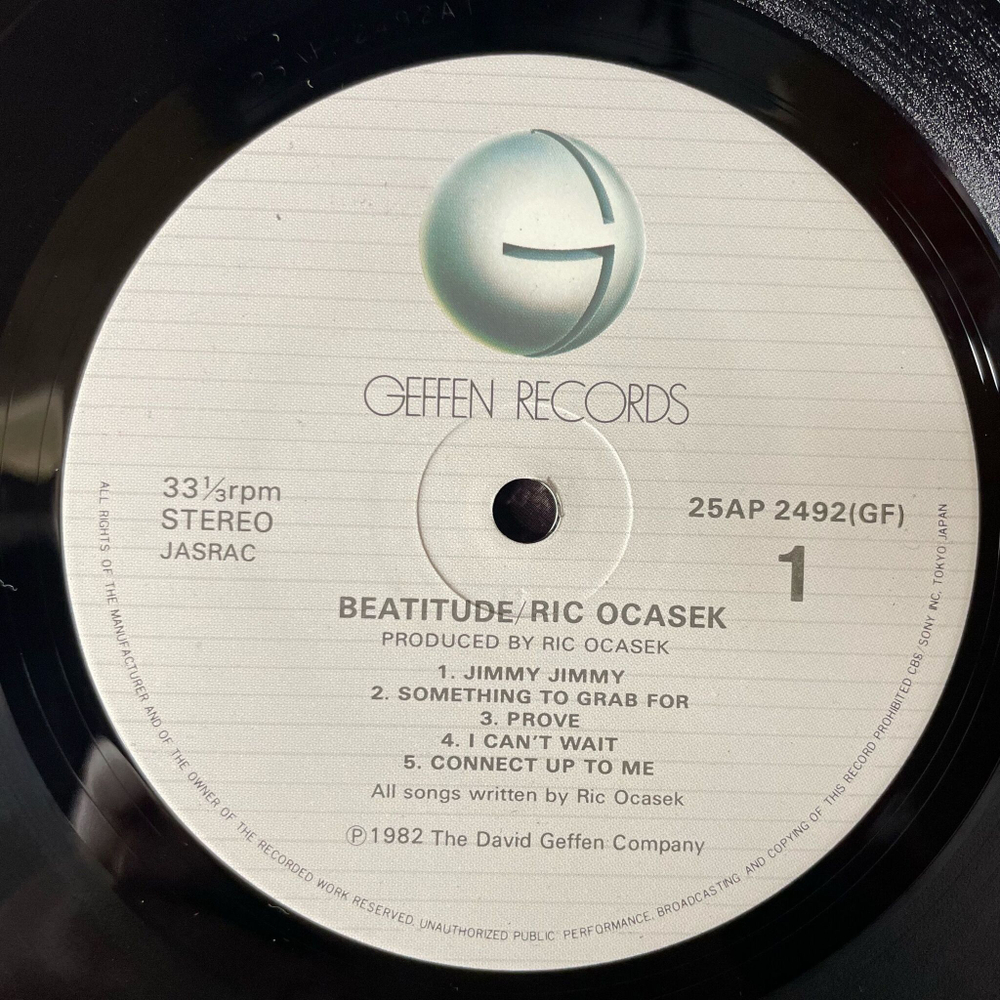 GEFFEN RECORDS
33⅓rpm
STEREO
JASRAC
25AP 2492(GF)
1
BEATITUDE/RIC OCASEK
PRODUCED BY RIC OCASEK
1. JIMMY JIMMY
2. SOMETHING TO GRAB FOR
3. PROVE
4. I CAN'T WAIT
5. CONNECT UP TO ME
All songs written by Ric Ocasek
Ⓟ1982 The David Geffen Company
ALL RIGHTS OF THE MANUFACTURER AND OF THE OWNER OF THE RECORDED WORK RESERVED. UNAUTHORIZED PUBLIC PERFORMANCE, BROADCASTING AND COPYING OF THIS RECORD PROHIBITED CBS/SONY INC. TOKYO JAPAN